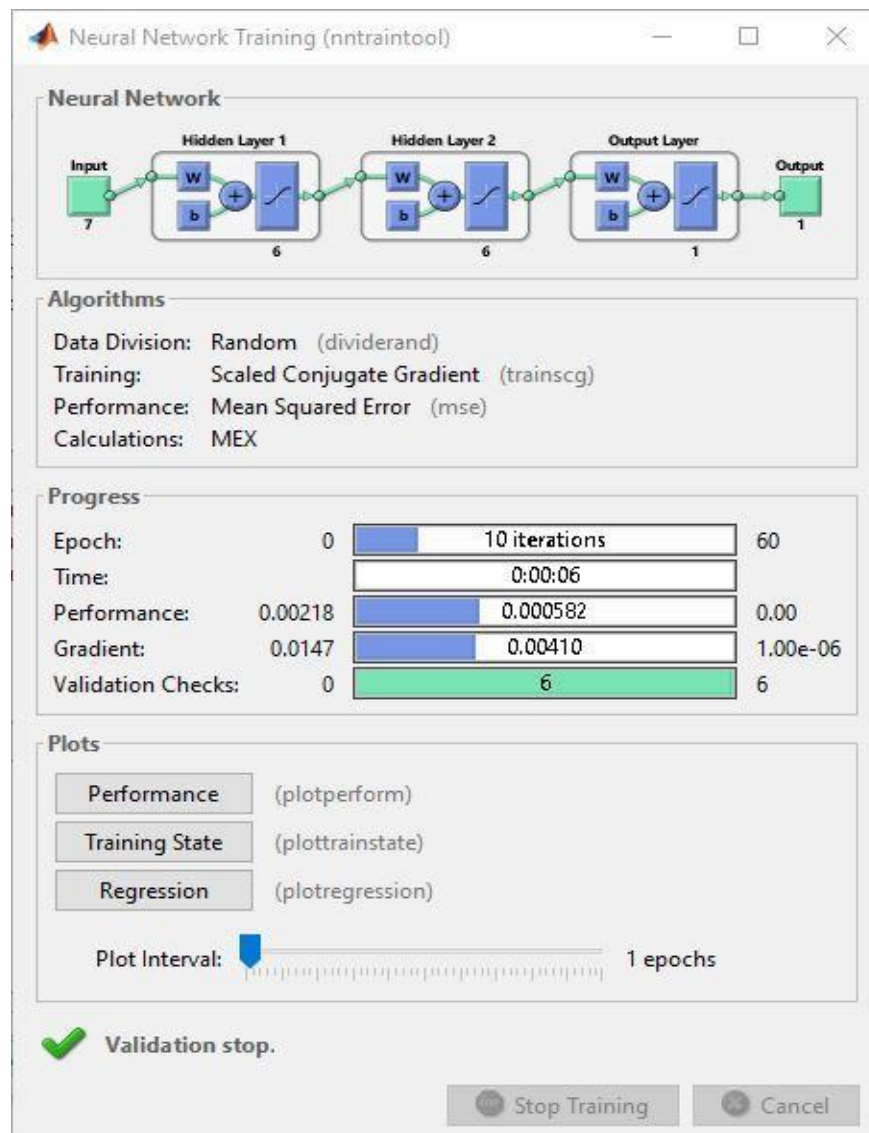 Neural Network Training (nntraintool)
Neural Network
Hidden Layer 1 Hidden Layer 2 Output Layer
Input Output
W W W
+ + +
b b b
7 6 6 1 1
Algorithms
Data Division: Random (dividerand)
Training: Scaled Conjugate Gradient (trainscg)
Performance: Mean Squared Error (mse)
Calculations: MEX
Progress
Epoch: 0 10 iterations 60
Time: 0:00:06
Performance: 0.00218 0.000582 0.00
Gradient: 0.0147 0.00410 1.00e-06
Validation Checks: 0 6 6
Plots
Performance (plotperform)
Training State (plottrainstate)
Regression (plotregression)
Plot Interval: 1 epochs
Validation stop.
Stop Training Cancel